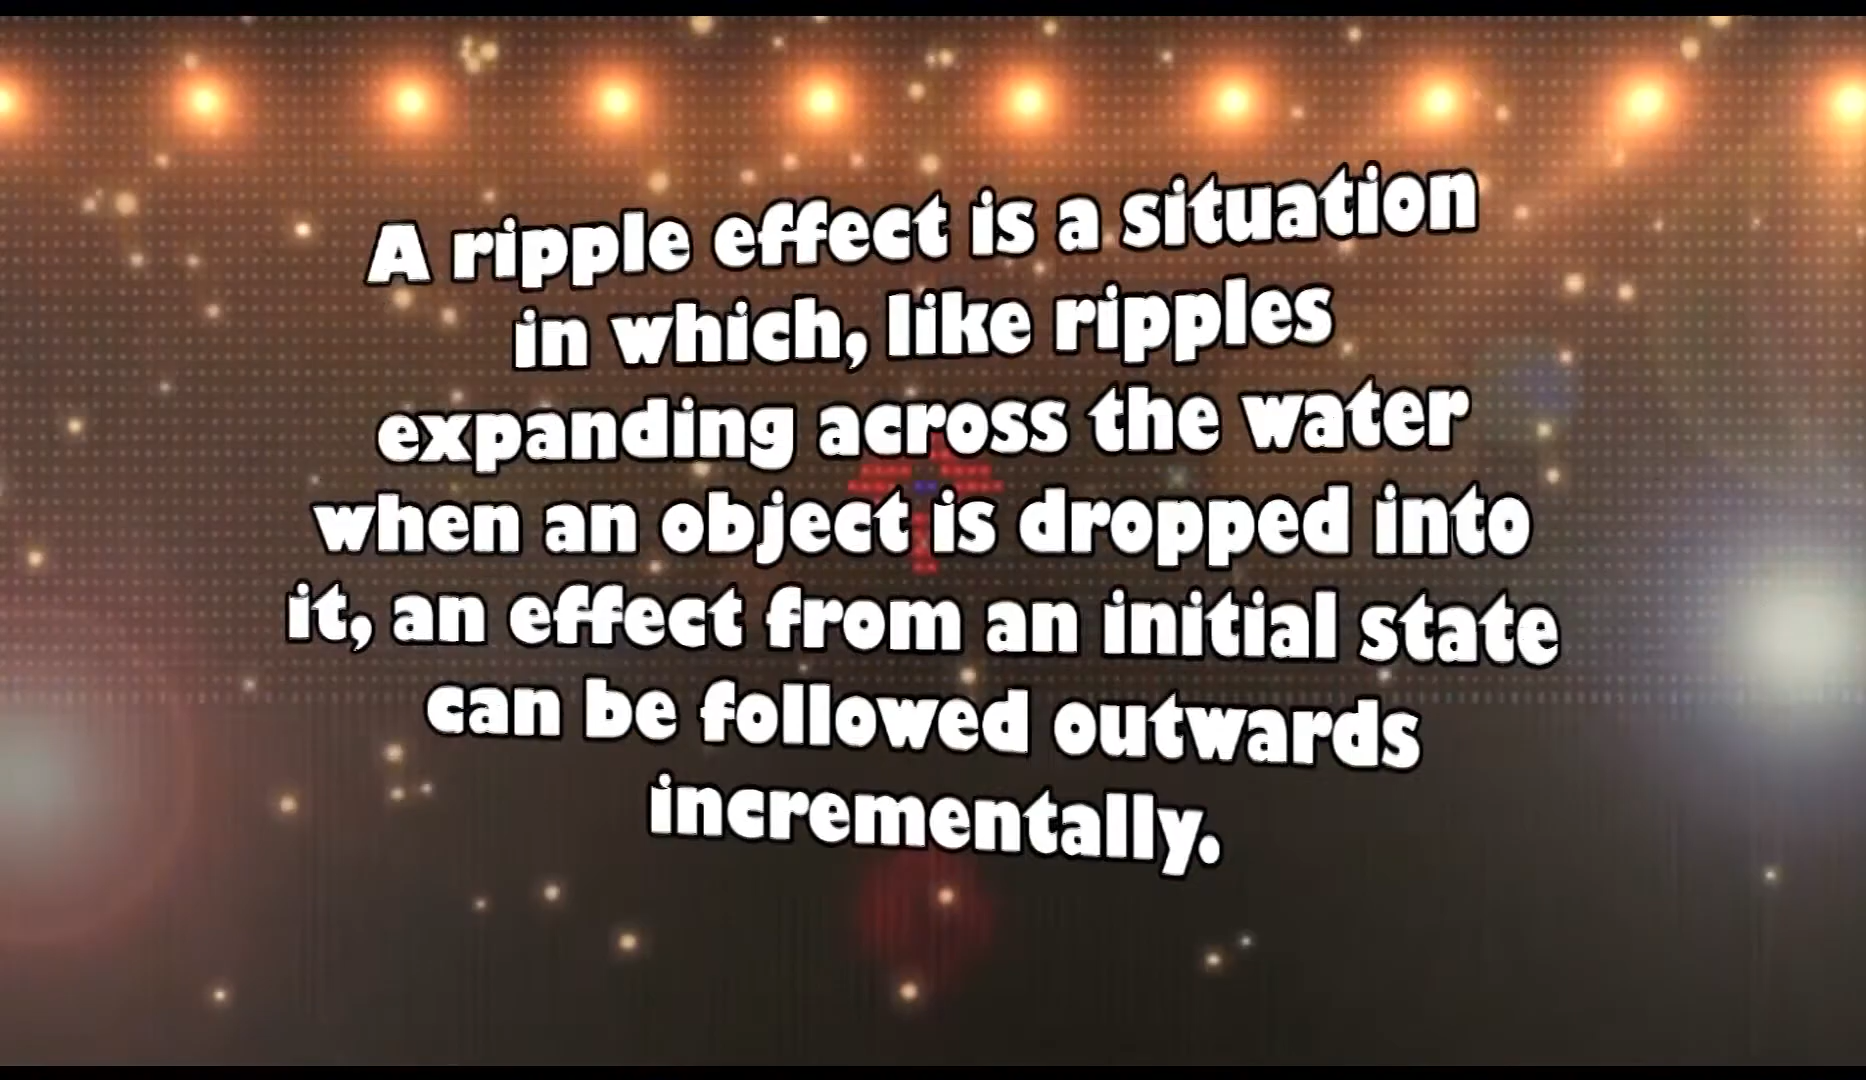 A ripple effect is a situation
in which, like ripples
expanding across the water
when an object is dropped into
it, an effect from an initial state
can be followed outwards
incrementally.